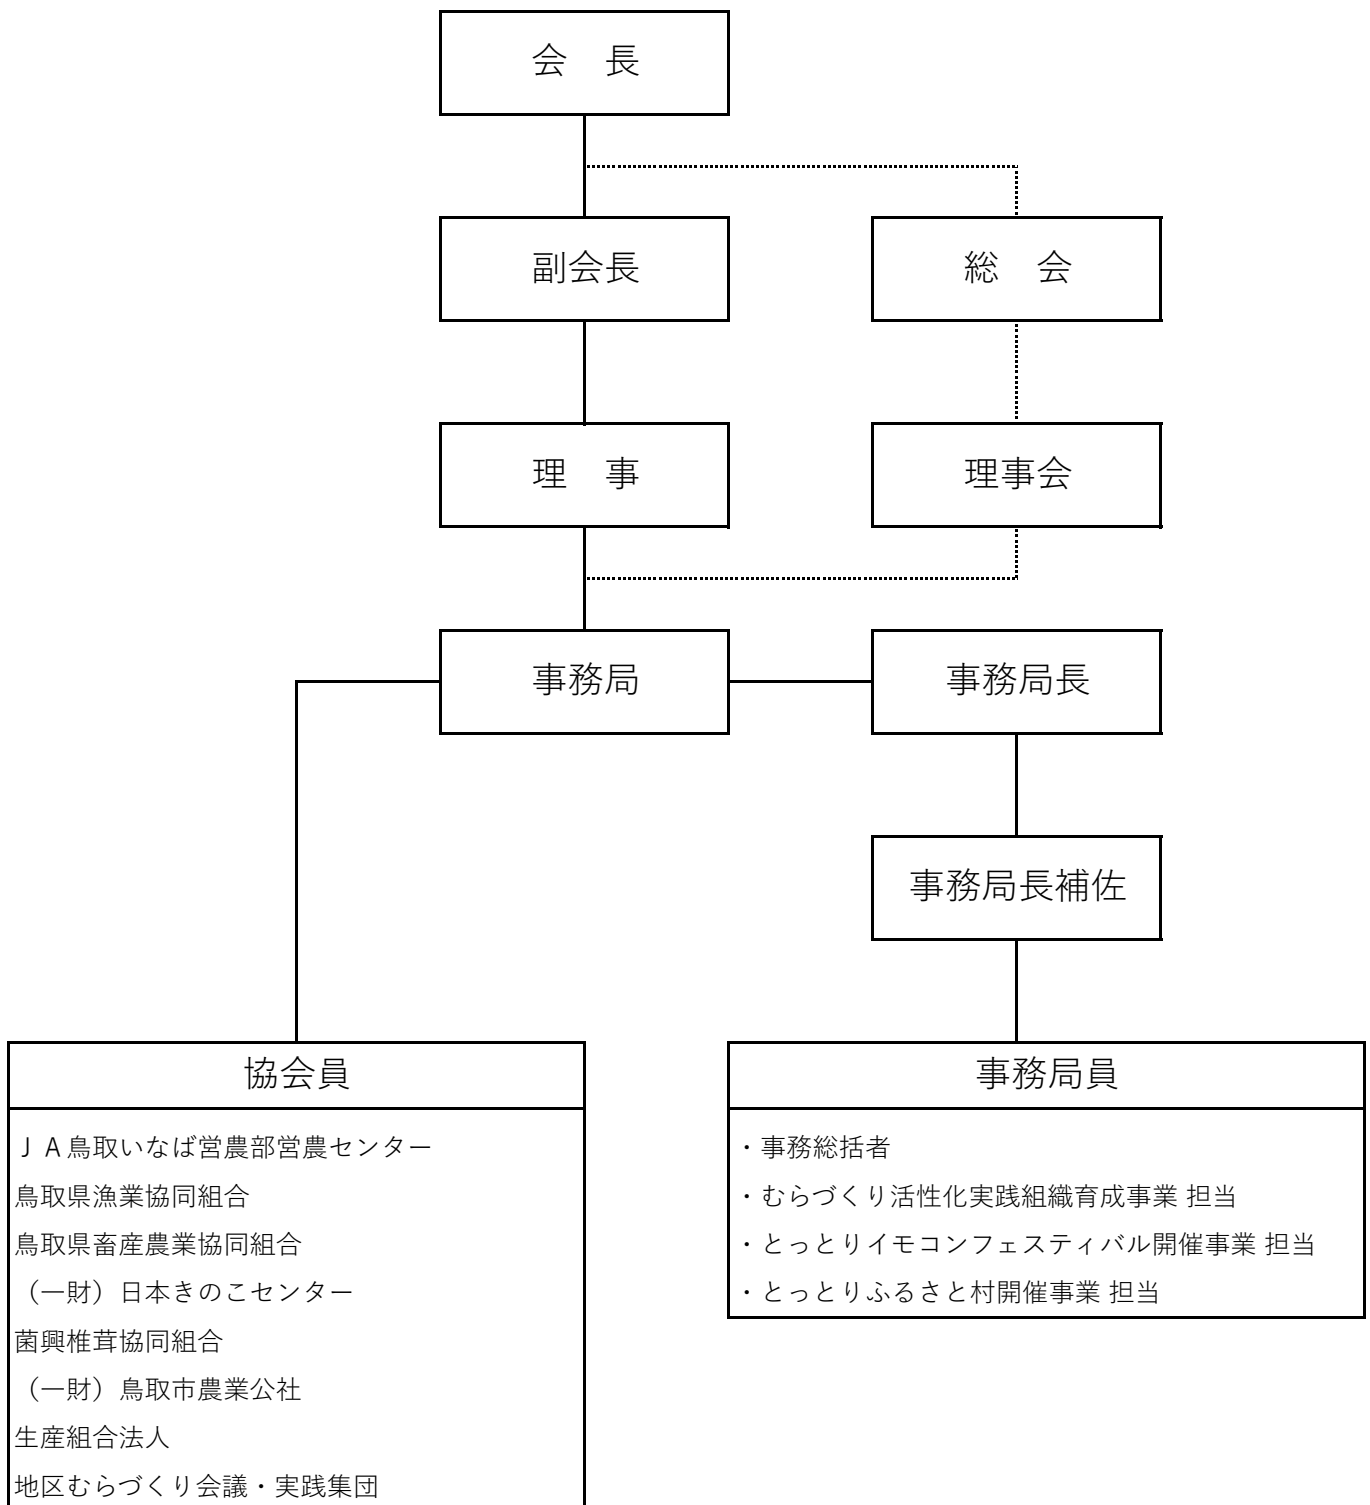 会　長
副会長
総　会
理　事
理事会
事務局
事務局長
事務局長補佐
協会員
ＪＡ鳥取いなば営農部営農センター
鳥取県漁業協同組合
鳥取県畜産農業協同組合
（一財）日本きのこセンター
菌興椎茸協同組合
（一財）鳥取市農業公社
生産組合法人
地区むらづくり会議・実践集団
事務局員
・事務総括者
・むらづくり活性化実践組織育成事業 担当
・とっとりイモコンフェスティバル開催事業 担当
・とっとりふるさと村開催事業 担当